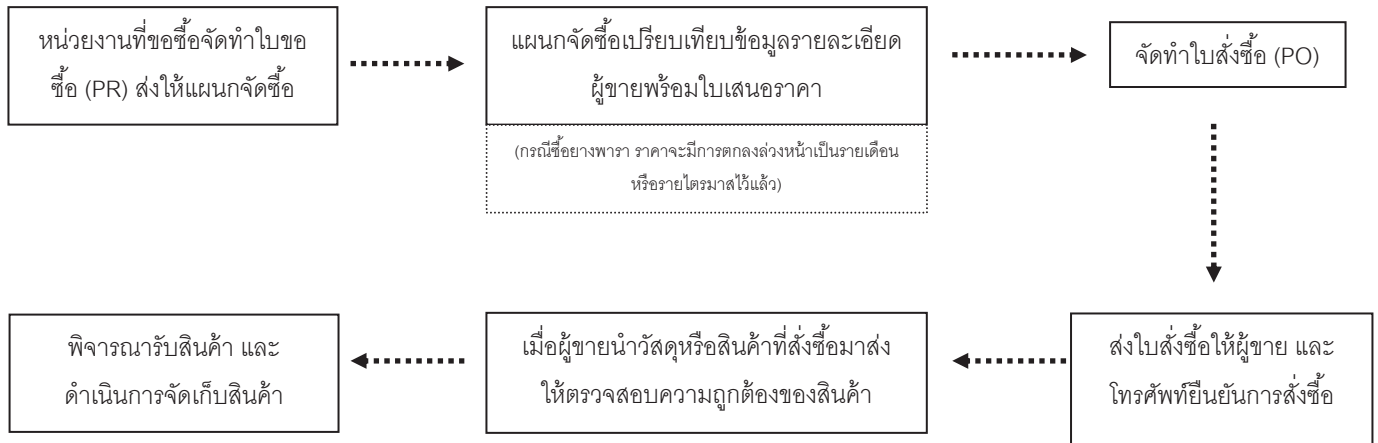 หน่วยงานที่ขอซื้อจัดทำใบขอ
ซื้อ (PR) ส่งให้แผนกจัดซื้อ
แผนกจัดซื้อเปรียบเทียบข้อมูลรายละเอียด
ผู้ขายพร้อมใบเสนอราคา
(กรณีซื้อยางพารา ราคาจะมีการตกลงล่วงหน้าเป็นรายเดือน
หรือรายไตรมาสไว้แล้ว)
จัดทำใบสั่งซื้อ (PO)
ส่งใบสั่งซื้อให้ผู้ขาย และ
โทรศัพท์ยืนยันการสั่งซื้อ
เมื่อผู้ขายนำวัสดุหรือสินค้าที่สั่งซื้อมาส่ง
ให้ตรวจสอบความถูกต้องของสินค้า
พิจารณารับสินค้า และ
ดำเนินการจัดเก็บสินค้า